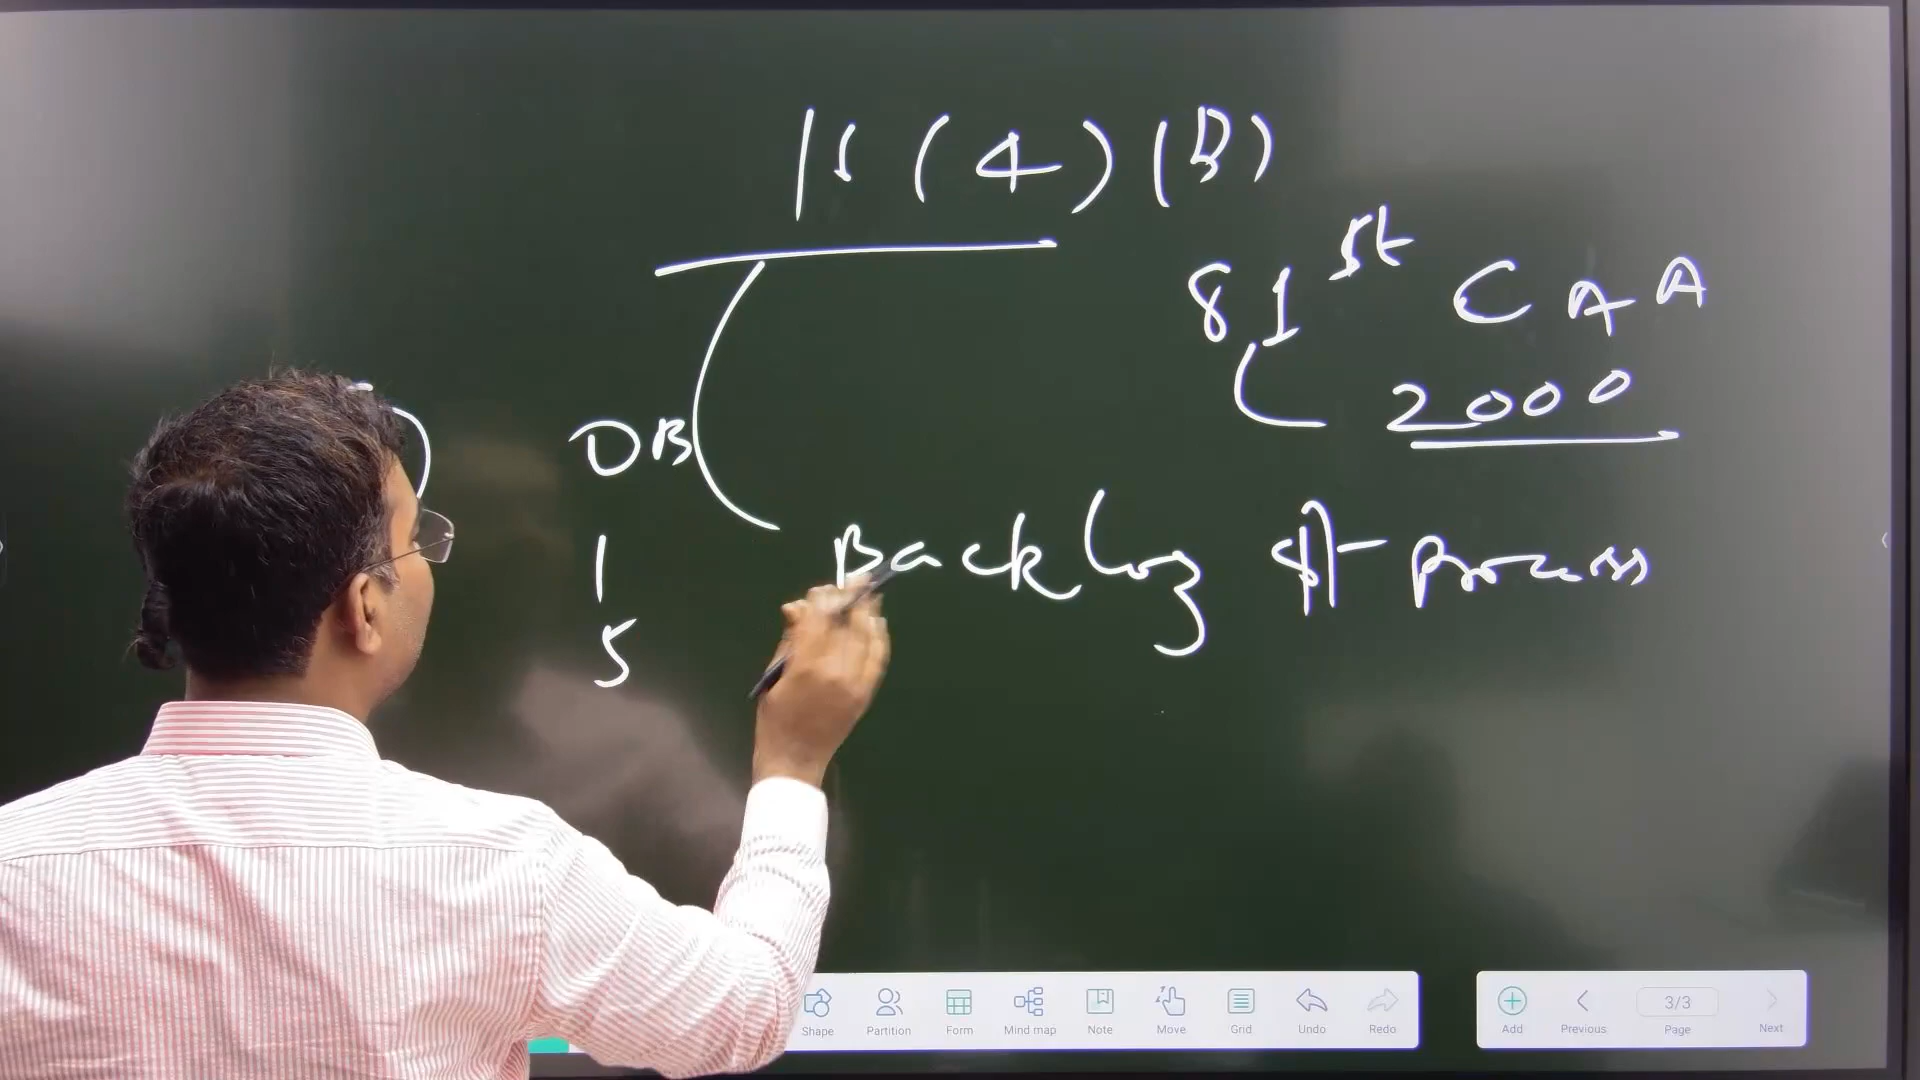 16 (4) (B)
81st CAA
2000
OB
Backlog
Process
1
5
Shape Partition Form Mind map Note Move Grid Undo Redo
Add Previous 3/3 Page Next